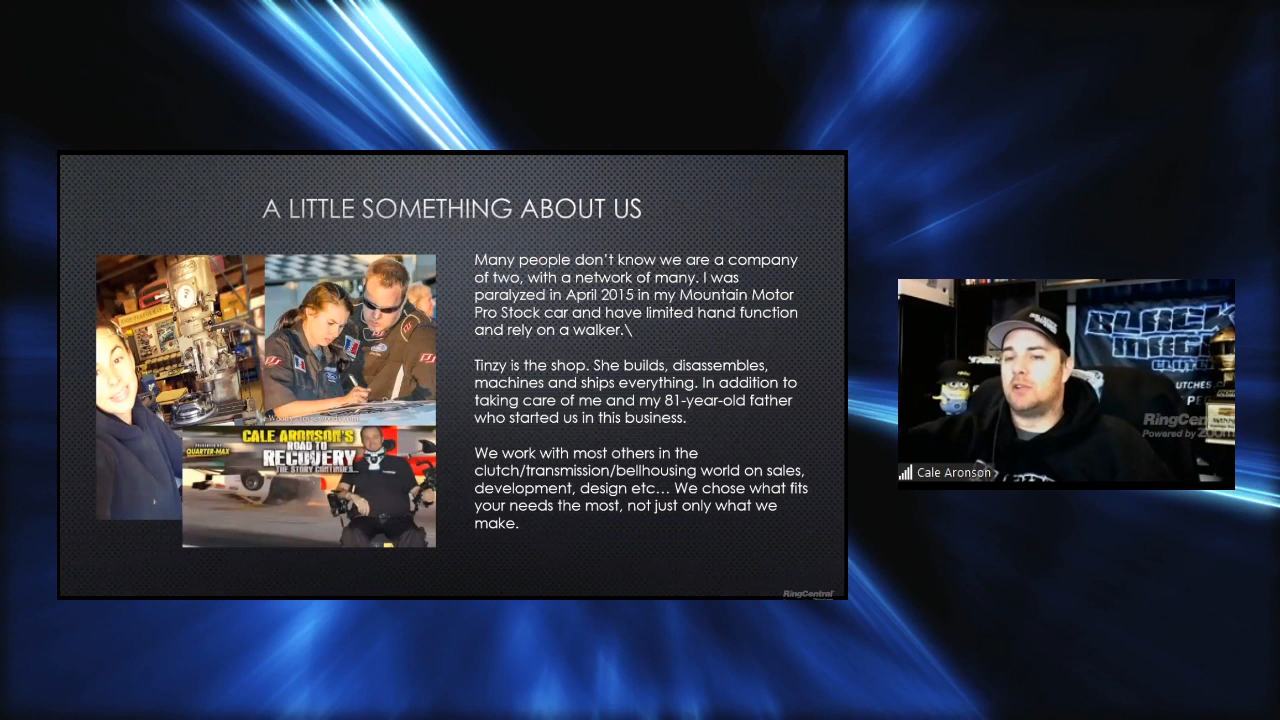 A LITTLE SOMETHING ABOUT US
Many people don't know we are a company
of two, with a network of many. I was
paralyzed in April 2015 in my Mountain Motor
Pro Stock car and have limited hand function
and rely on a walker.\
Tinzy is the shop. She builds, disassembles,
machines and ships everything. In addition to
taking care of me and my 81-year-old father
who started us in this business.
We work with most others in the
clutch/transmission/bellhousing world on sales,
development, design etc... We chose what fits
your needs the most, not just only what we
make.
CALE ARONSON'S
QUARTER-MAX
ROAD TO
RECOVERY
THE STORY CONTINUES...
RingCentral
BLACK
MAGIC
CLUTCHES
UTCHES.C
RingCen
Powered by zoom
WINN
Cale Aronson